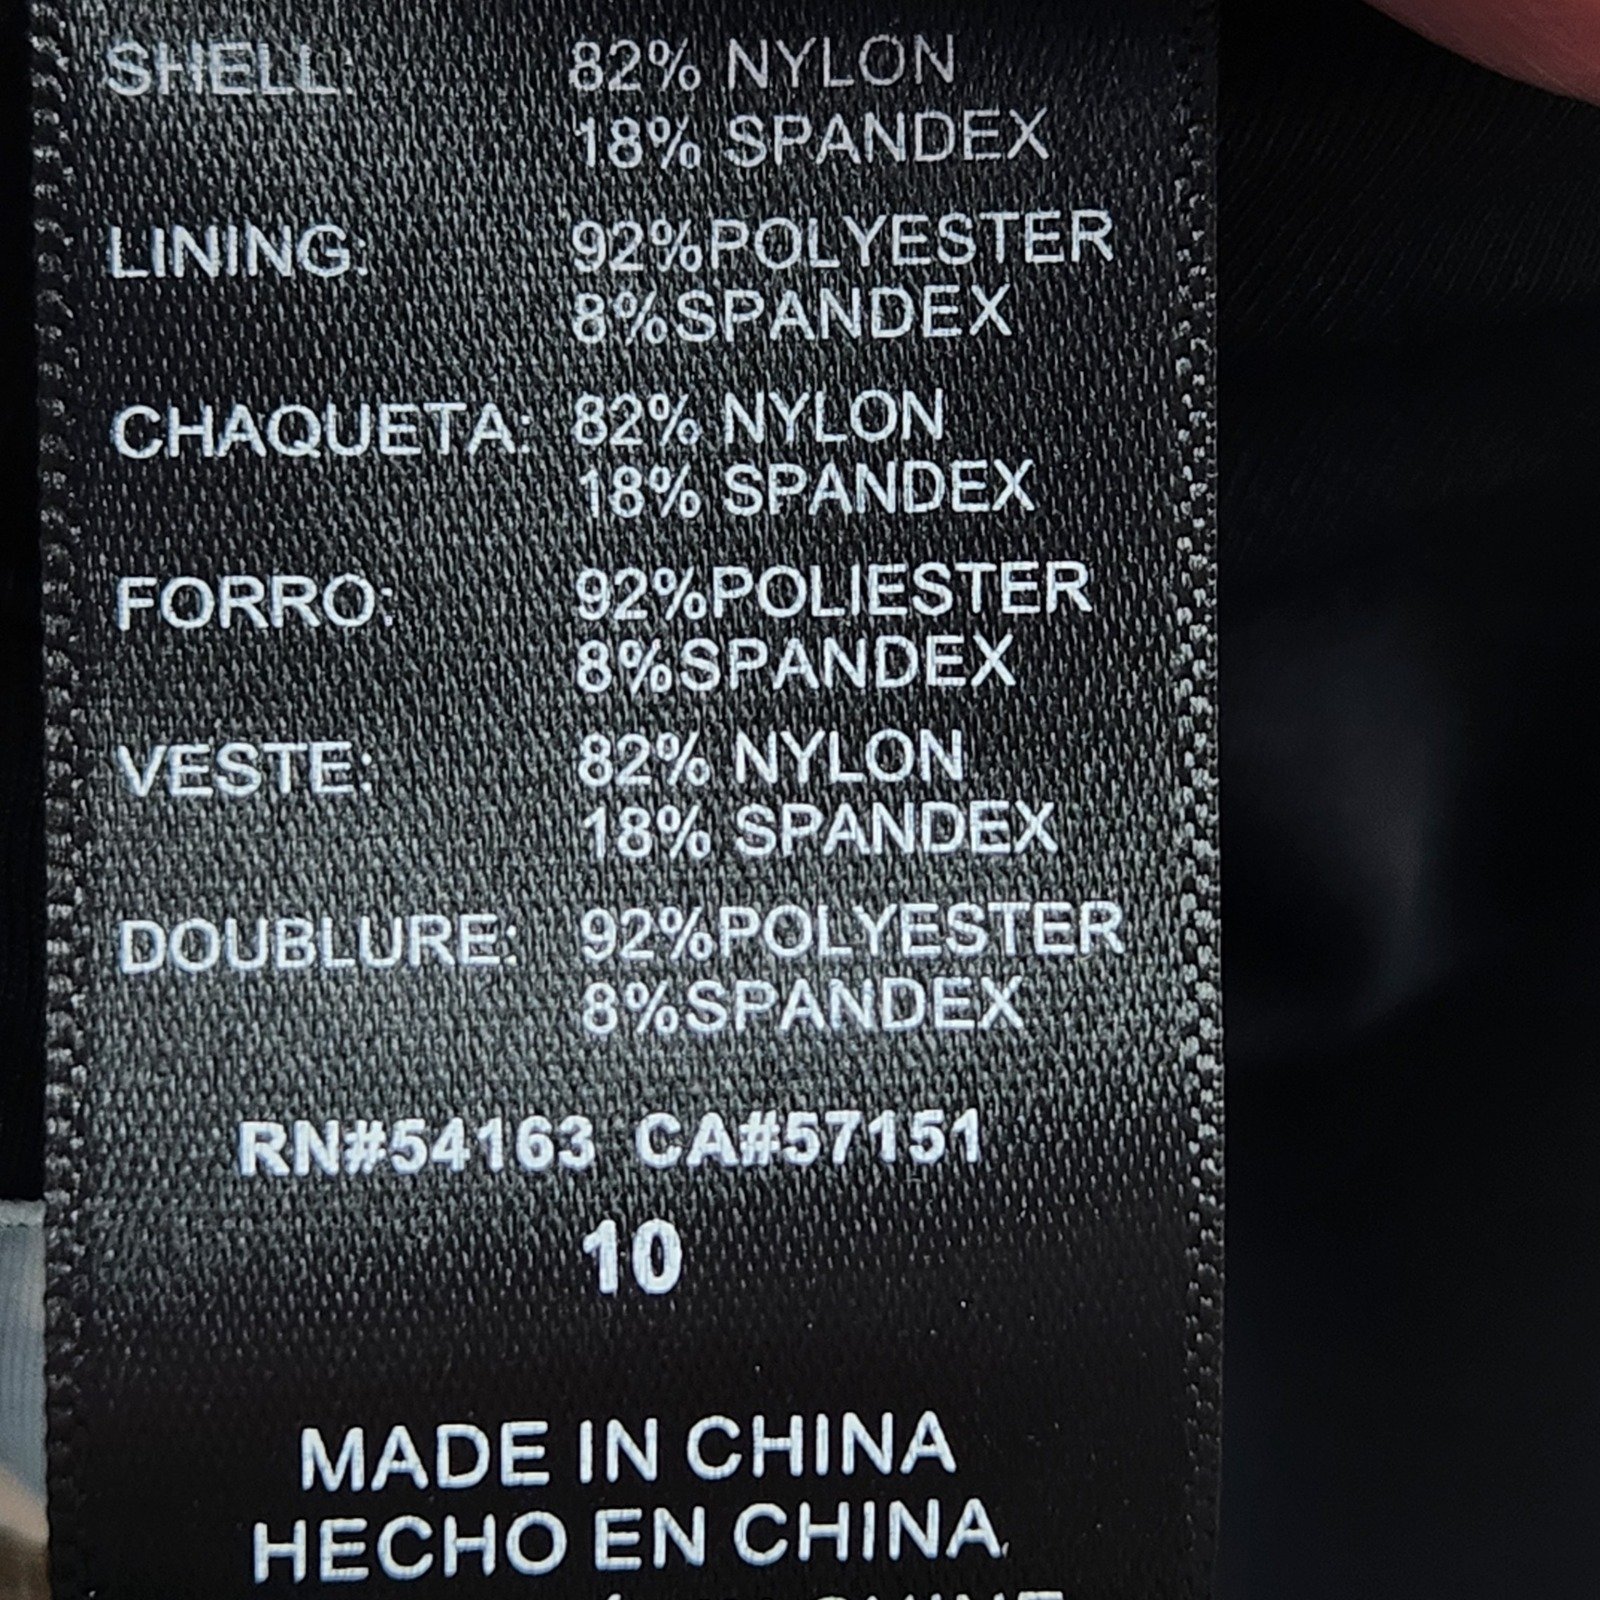 SHELL: 82% NYLON
18% SPANDEX
LINING: 92%POLYESTER
8%SPANDEX
CHAQUETA: 82% NYLON
18% SPANDEX
FORRO: 92%POLIESTER
8%SPANDEX
VESTE: 82% NYLON
18% SPANDEX
DOUBLURE: 92%POLYESTER
8%SPANDEX
RN#54163 CA#57151
10
MADE IN CHINA
HECHO EN CHINA